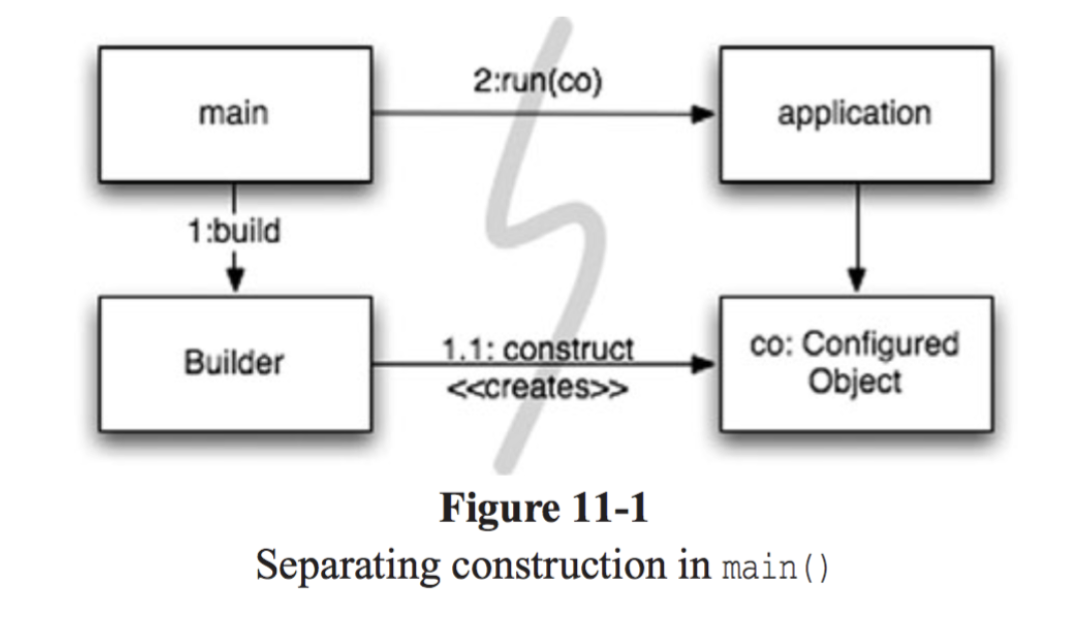 2:run(co)
main
application
1:build
Builder
1.1: construct
<<creates>>
co: Configured
Object
Figure 11-1
Separating construction in main()